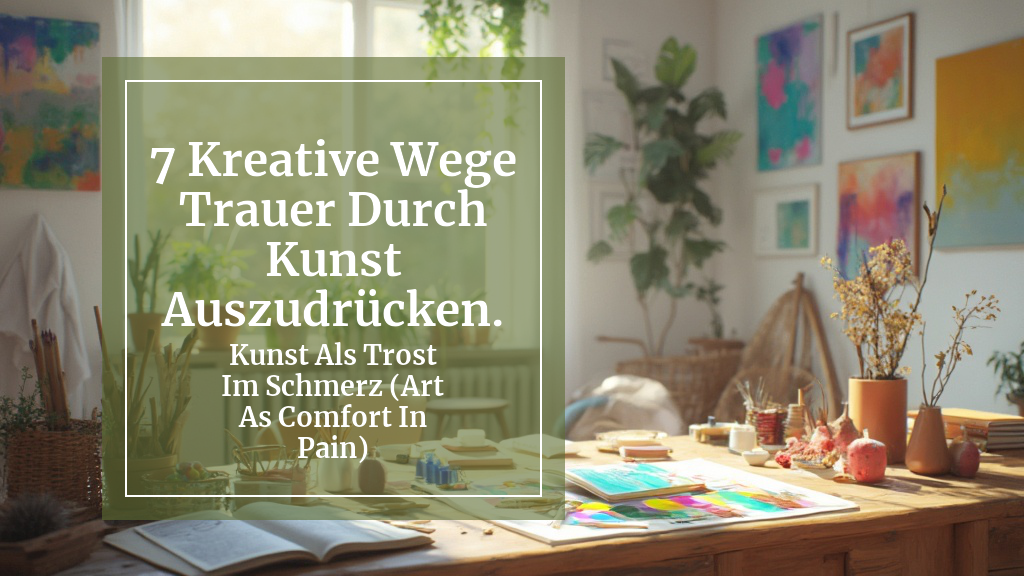 7 Kreative Wege
Trauer Durch
Kunst
Auszudrücken.
Kunst Als Trost
Im Schmerz (Art
As Comfort In
Pain)